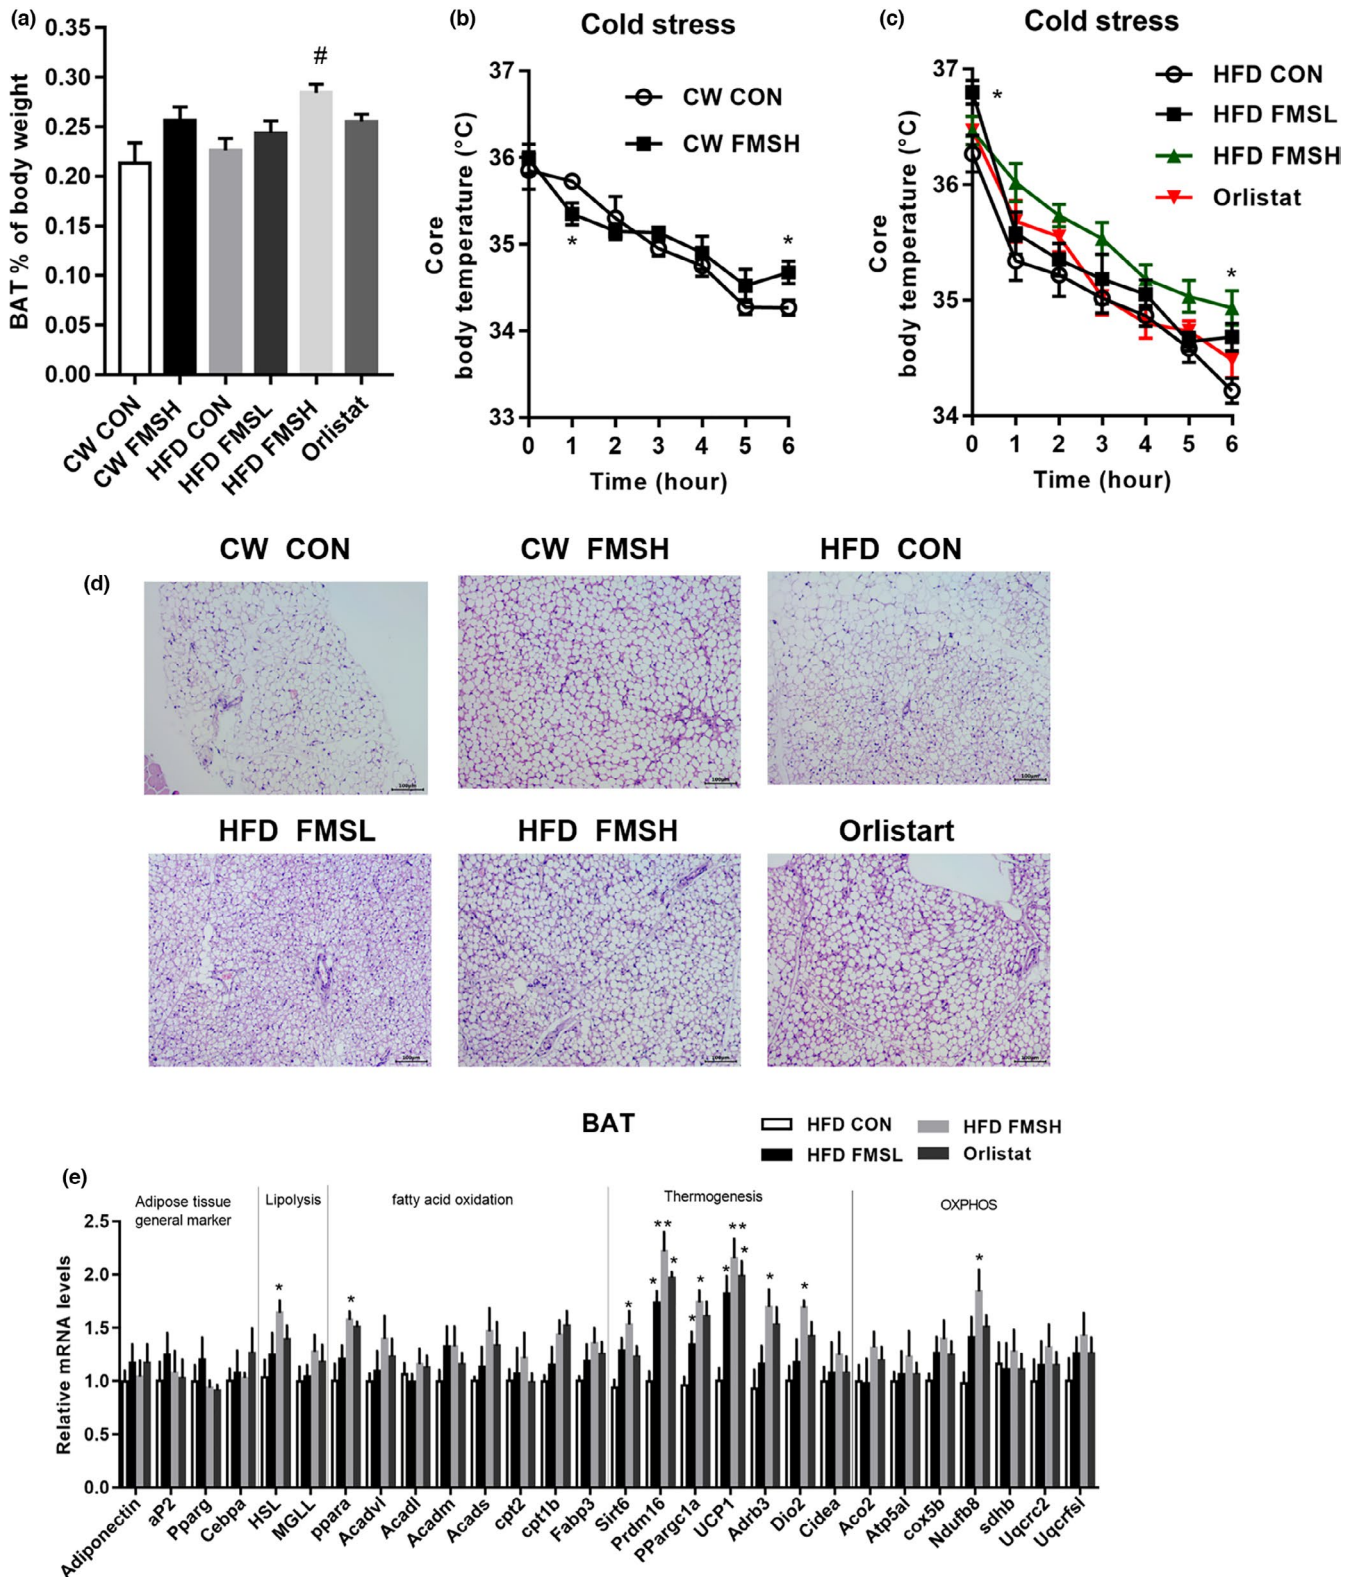 (a)
0.35
0.30
0.25
0.20
0.15
0.10
0.05
0.00
BAT % of body weight
#
CW CON
CW FMSH
HFD CON
HFD FMSL
HFD FMSH
Orlistat
(b)
Cold stress
37
36
35
34
33
Core
body temperature (°C)
CW CON
CW FMSH
*
*
0 1 2 3 4 5 6
Time (hour)
(c)
Cold stress
37
36
35
34
Core
body temperature (°C)
HFD CON
HFD FMSL
HFD FMSH
Orlistat
*
*
0 1 2 3 4 5 6
Time (hour)
(d)
CW CON
CW FMSH
HFD CON
100μm
100μm
100μm
HFD FMSL
HFD FMSH
Orlistart
100μm
100μm
100μm
BAT
HFD CON
HFD FMSH
HFD FMSL
Orlistat
(e)
Adipose tissue
general marker
Lipolysis
fatty acid oxidation
Thermogenesis
OXPHOS
2.5
2.0
1.5
1.0
0.5
0.0
Relative mRNA levels
*
*
*
*
**
*
*
*
*
**
*
*
*
*
Adiponectin
aP2
Pparg
Cebpa
HSL
MGLL
ppara
Acadvl
Acadl
Acadm
Acads
cpt2
cpt1b
Fabp3
Sirt6
Prdm16
PPargc1a
UCP1
Adrb3
Dio2
Cidea
Aco2
Atp5al
cox5b
Ndufb8
sdhb
Uqcrc2
Uqcrfsl